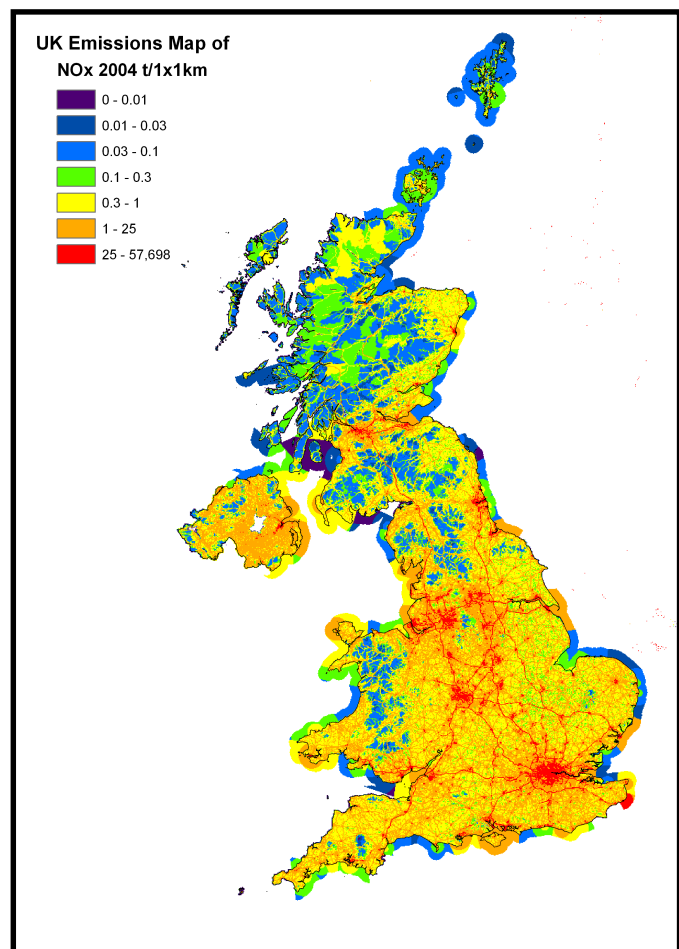 UK Emissions Map of
NOx 2004 t/1x1km
0 - 0.01
0.01 - 0.03
0.03 - 0.1
0.1 - 0.3
0.3 - 1
1 - 25
25 - 57,698